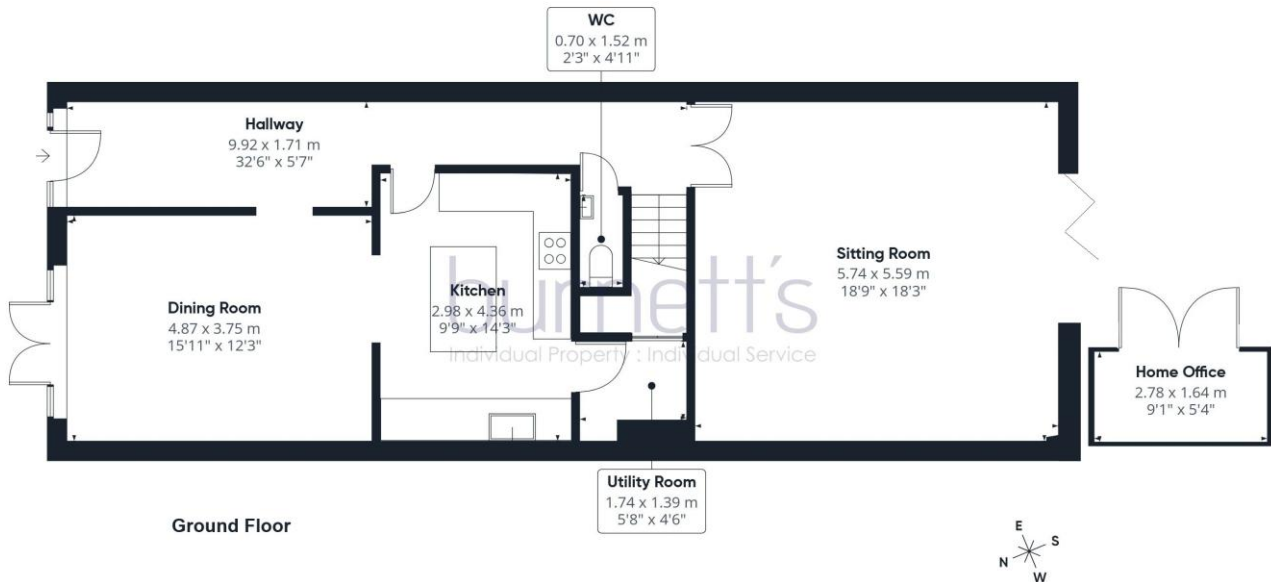 WC
0.70 x 1.52 m
2'3" x 4'11"
Hallway
9.92 x 1.71 m
32'6" x 5'7"
Sitting Room
5.74 x 5.59 m
18'9" x 18'3"
Dining Room
4.87 x 3.75 m
15'11" x 12'3"
Kitchen
2.98 x 4.36 m
9'9" x 14'3"
burnett's
Individual Property : Individual Service
Home Office
2.78 x 1.64 m
9'1" x 5'4"
Utility Room
1.74 x 1.39 m
5'8" x 4'6"
Ground Floor
E
S
N
W